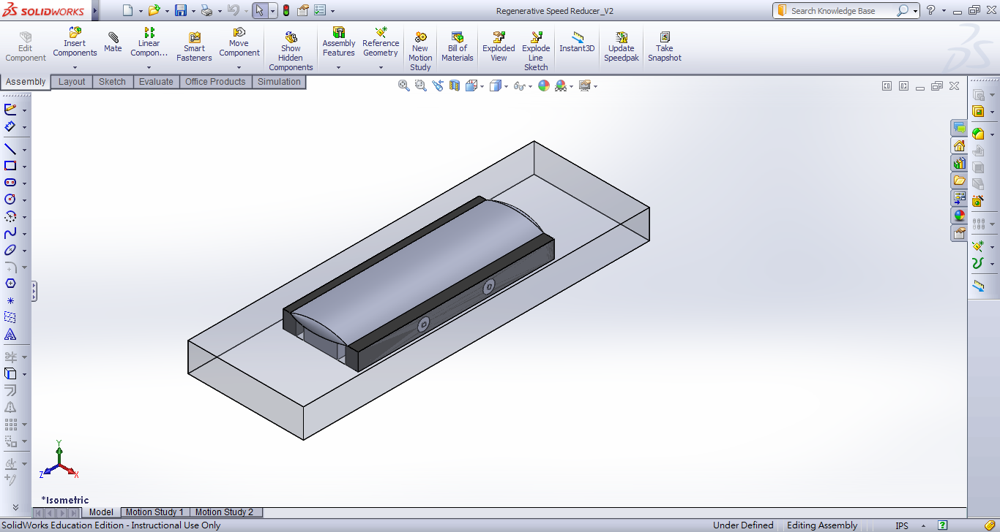 SOLIDWORKS
Regenerative Speed Reducer_V2
Search Knowledge Base
?
Edit
Component
Insert
Components
Mate
Linear
Compon...
Smart
Fasteners
Move
Component
Show
Hidden
Components
Assembly
Features
Reference
Geometry
New
Motion
Study
Bill of
Materials
Exploded
View
Explode
Line
Sketch
Instant3D
Update
Speedpak
Take
Snapshot
Assembly
Layout
Sketch
Evaluate
Office Products
Simulation
Y
Z
X
*Isometric
Model
Motion Study 1
Motion Study 2
SolidWorks Education Edition - Instructional Use Only
Under Defined
Editing Assembly
IPS
?